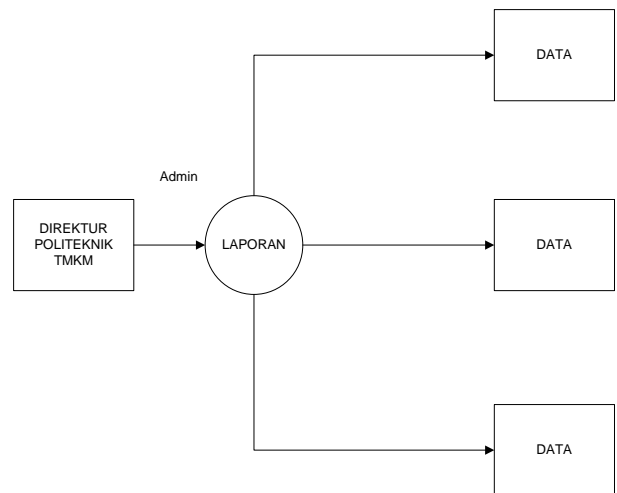 DATA
Admin
DIREKTUR
POLITEKNIK
TMKM
LAPORAN
DATA
DATA